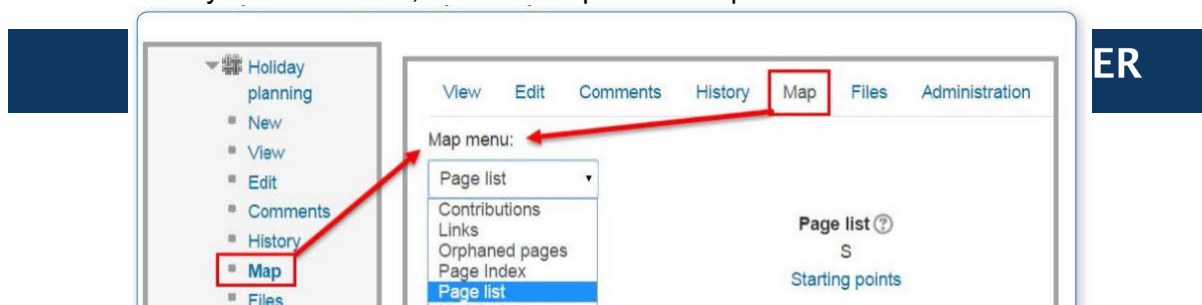 ER
Holiday
planning
New
View
Edit
Comments
History
Map
Files
View Edit Comments History Map Files Administration
Map menu:
Page list
Contributions
Links
Orphaned pages
Page Index
Page list
Page list
S
Starting points